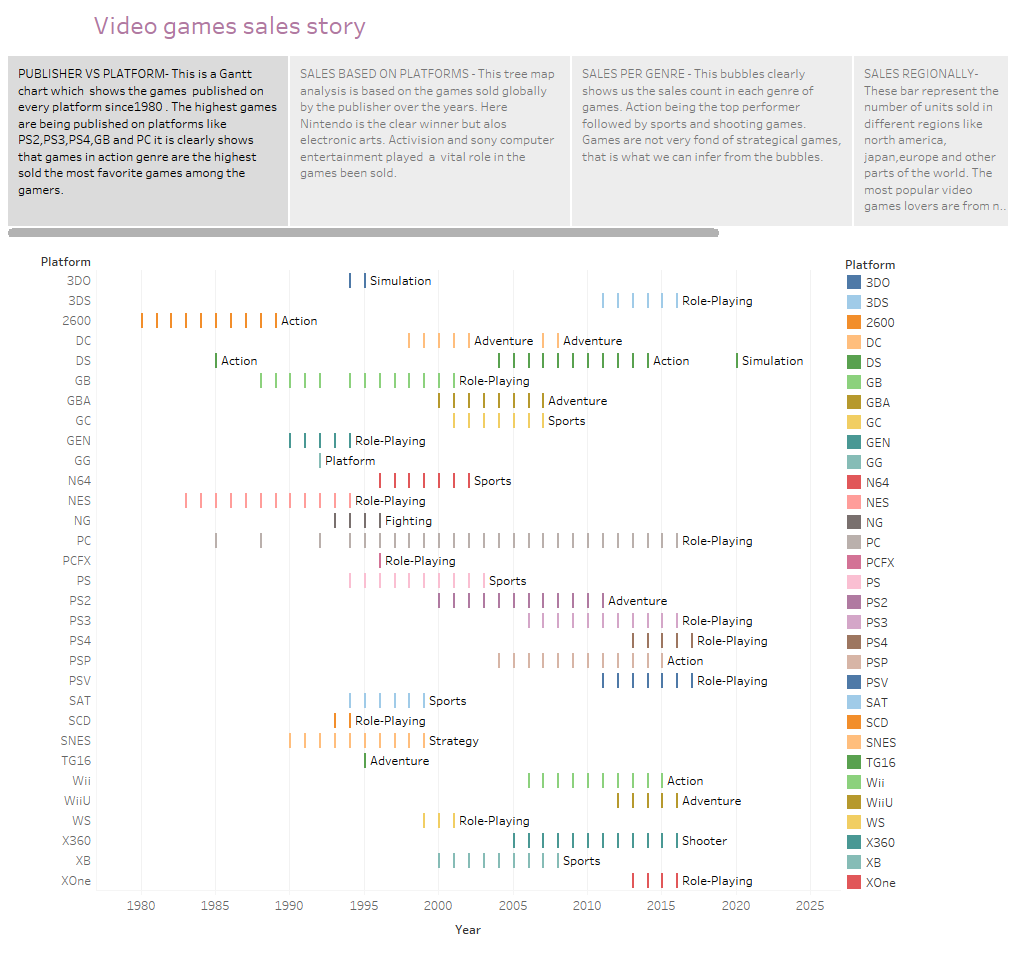 Video games sales story
PUBLISHER VS PLATFORM- This is a Gantt
chart which shows the games published on
every platform since1980 . The highest games
are being published on platforms like
PS2,PS3,PS4,GB and PC it is clearly shows
that games in action genre are the highest
sold the most favorite games among the
gamers.
SALES BASED ON PLATFORMS - This tree map
analysis is based on the games sold globally
by the publisher over the years. Here
Nintendo is the clear winner but alos
electronic arts. Activision and sony computer
entertainment played a vital role in the
games been sold.
SALES PER GENRE - This bubbles clearly
shows us the sales count in each genre of
games. Action being the top performer
followed by sports and shooting games.
Games are not very fond of strategical games,
that is what we can infer from the bubbles.
SALES REGIONALLY-
These bar represent the
number of units sold in
different regions like
north america,
japan,europe and other
parts of the world. The
most popular video
games lovers are from n..
Platform
3DO Simulation
3DS Role-Playing
2600 Action
DC Adventure Adventure
DS Action Action Simulation
GB Role-Playing
GBA Adventure
GC Sports
GEN Role-Playing
GG Platform
N64 Sports
NES Role-Playing
NG Fighting
PC Role-Playing
PCFX Role-Playing
PS Sports
PS2 Adventure
PS3 Role-Playing
PS4 Role-Playing
PSP Action
PSV Role-Playing
SAT Sports
SCD Role-Playing
SNES Strategy
TG16 Adventure
Wii Action
WiiU Adventure
WS Role-Playing
X360 Shooter
XB Sports
XOne Role-Playing
1980 1985 1990 1995 2000 2005 2010 2015 2020 2025
Year
Platform
3DO
3DS
2600
DC
DS
GB
GBA
GC
GEN
GG
N64
NES
NG
PC
PCFX
PS
PS2
PS3
PS4
PSP
PSV
SAT
SCD
SNES
TG16
Wii
WiiU
WS
X360
XB
XOne